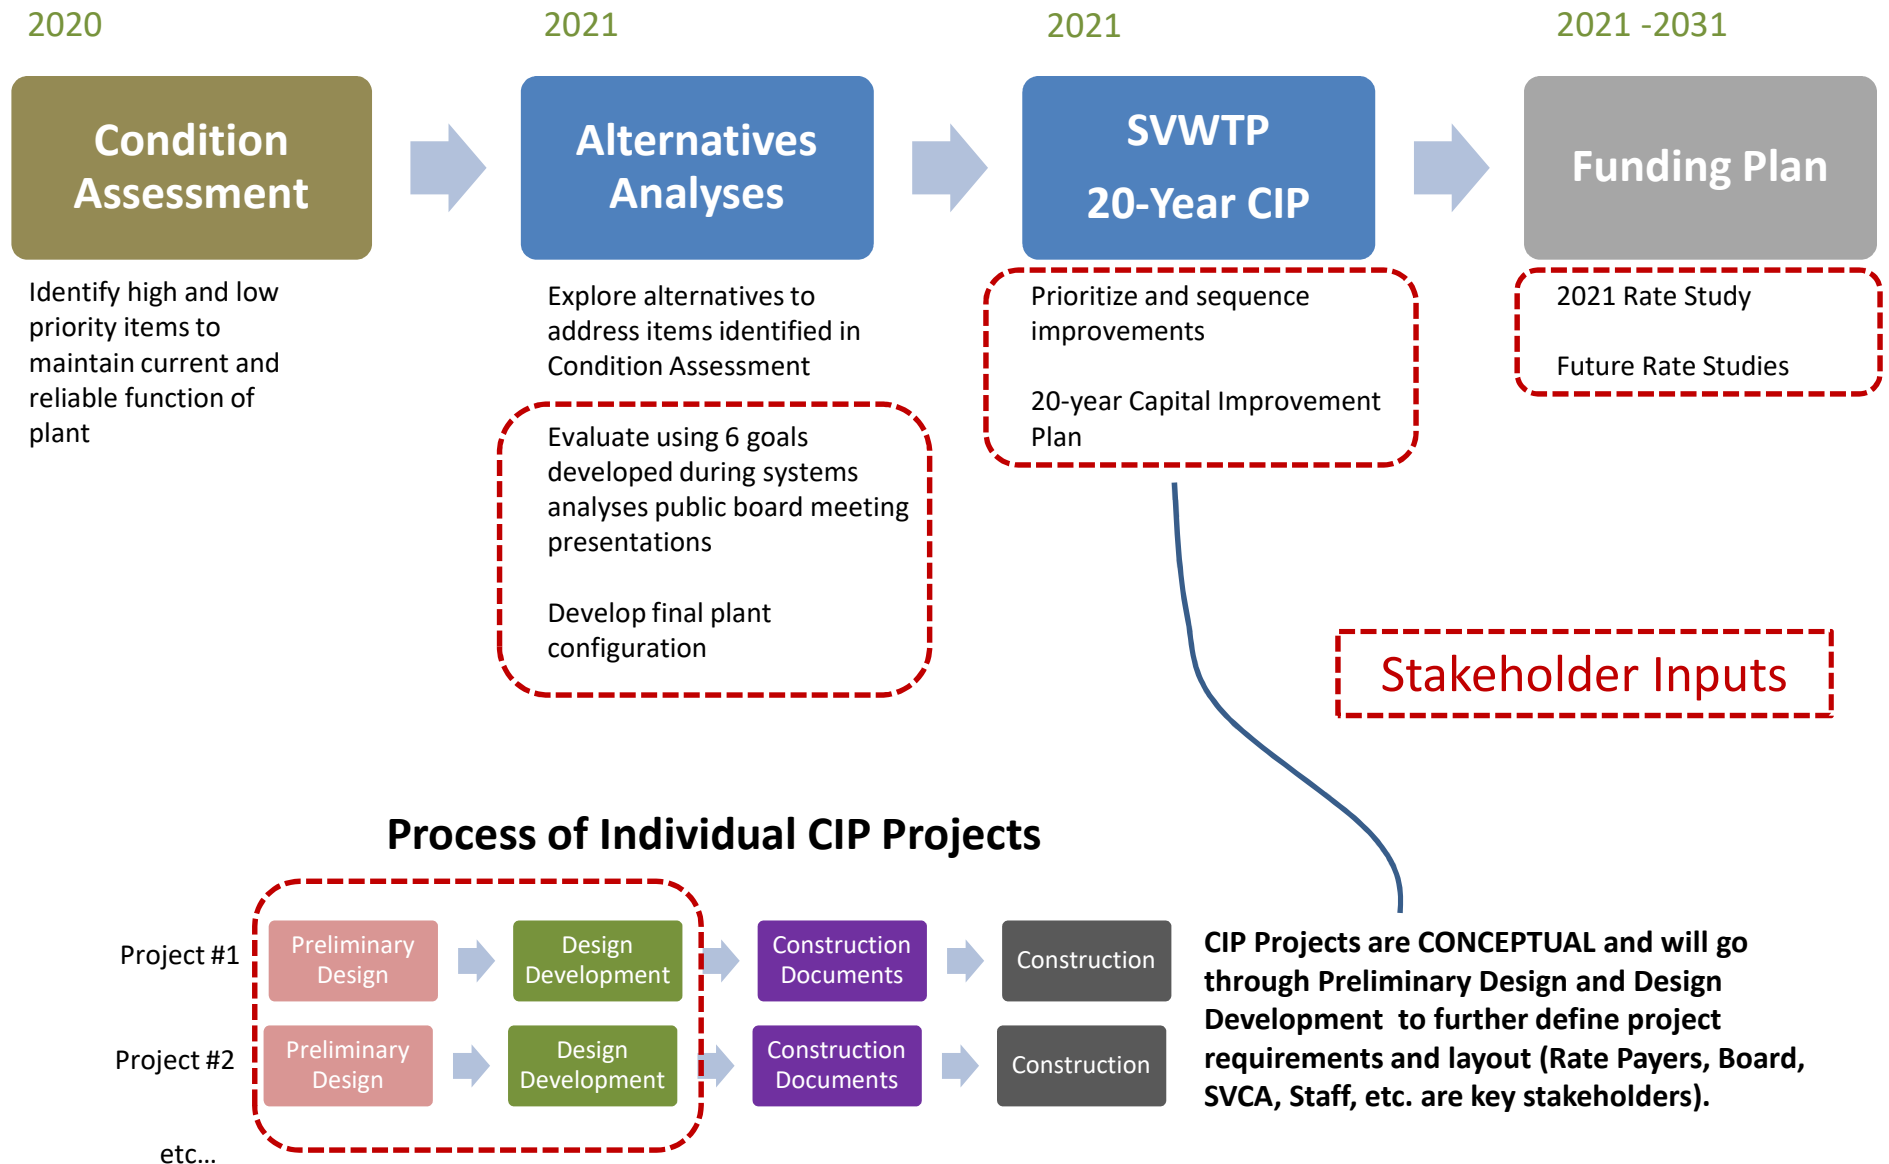 2020
2021
2021
2021 -2031
Condition
Assessment
Alternatives
Analyses
SVWTP
20-Year CIP
Funding Plan
Identify high and low
priority items to
maintain current and
reliable function of
plant
Explore alternatives to
address items identified in
Condition Assessment
Evaluate using 6 goals
developed during systems
analyses public board meeting
presentations
Develop final plant
configuration
Prioritize and sequence
improvements
20-year Capital Improvement
Plan
2021 Rate Study
Future Rate Studies
Stakeholder Inputs
Process of Individual CIP Projects
Project #1
Preliminary
Design
Design
Development
Construction
Documents
Construction
Project #2
Preliminary
Design
Design
Development
Construction
Documents
Construction
etc...
CIP Projects are CONCEPTUAL and will go
through Preliminary Design and Design
Development  to further define project
requirements and layout (Rate Payers, Board,
SVCA, Staff, etc. are key stakeholders).